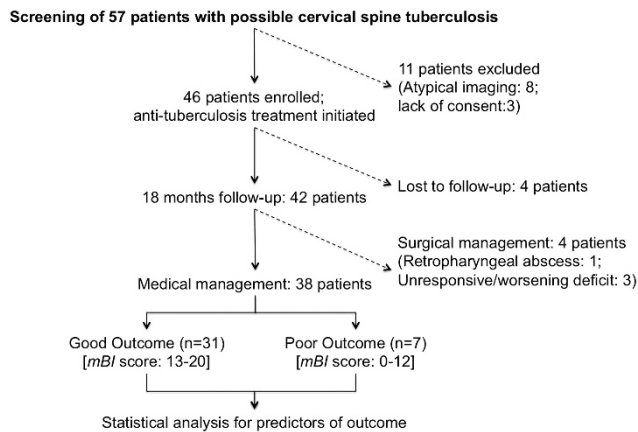 Screening of 57 patients with possible cervical spine tuberculosis
11 patients excluded
(Atypical imaging: 8;
lack of consent:3)
46 patients enrolled;
anti-tuberculosis treatment initiated
Lost to follow-up: 4 patients
18 months follow-up: 42 patients
Surgical management: 4 patients
(Retropharyngeal abscess: 1;
Unresponsive/worsening deficit: 3)
Medical management: 38 patients
Good Outcome (n=31)
[mBI score: 13-20]
Poor Outcome (n=7)
[mBI score: 0-12]
Statistical analysis for predictors of outcome